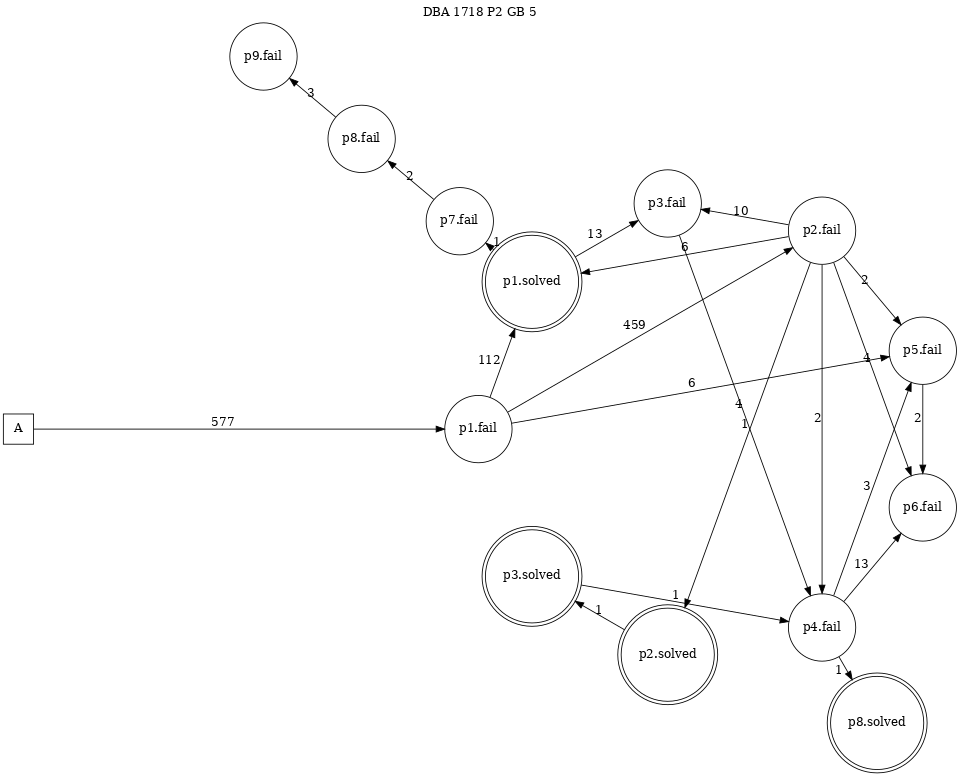 DBA 1718 P2 GB 5
p9.fail
3
p8.fail
2
p7.fail
1
p3.fail
10
p2.fail
13
6
p1.solved
2
459
112
4
p5.fail
6
A
577
p1.fail
4
1
2
2
3
p6.fail
13
p3.solved
1
1
p4.fail
p2.solved
1
p8.solved